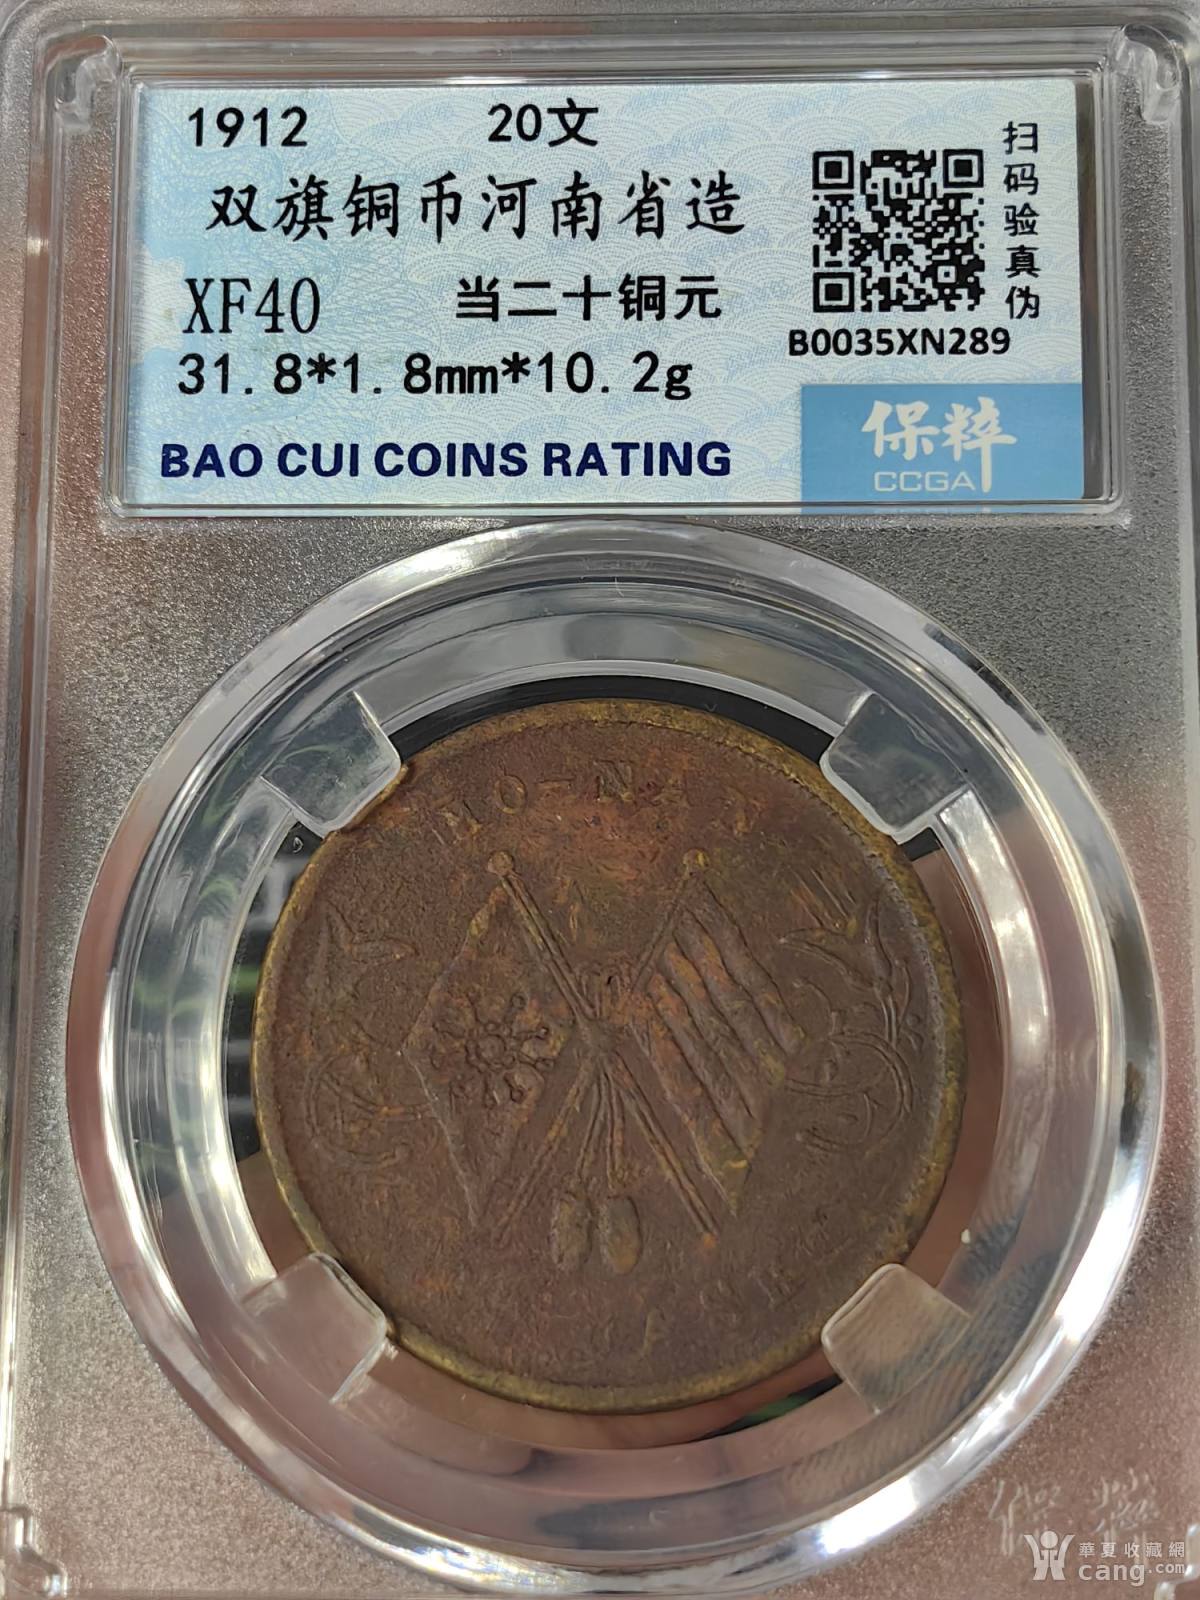 1912 20文
双旗铜币河南省造
XF40 当二十铜元
31.8*1.8mm*10.2g
BAO CUI COINS RATING
扫码验真伪
B0035XN289
保粹
CCGA
HO-NA
華夏收藏網
cang.com